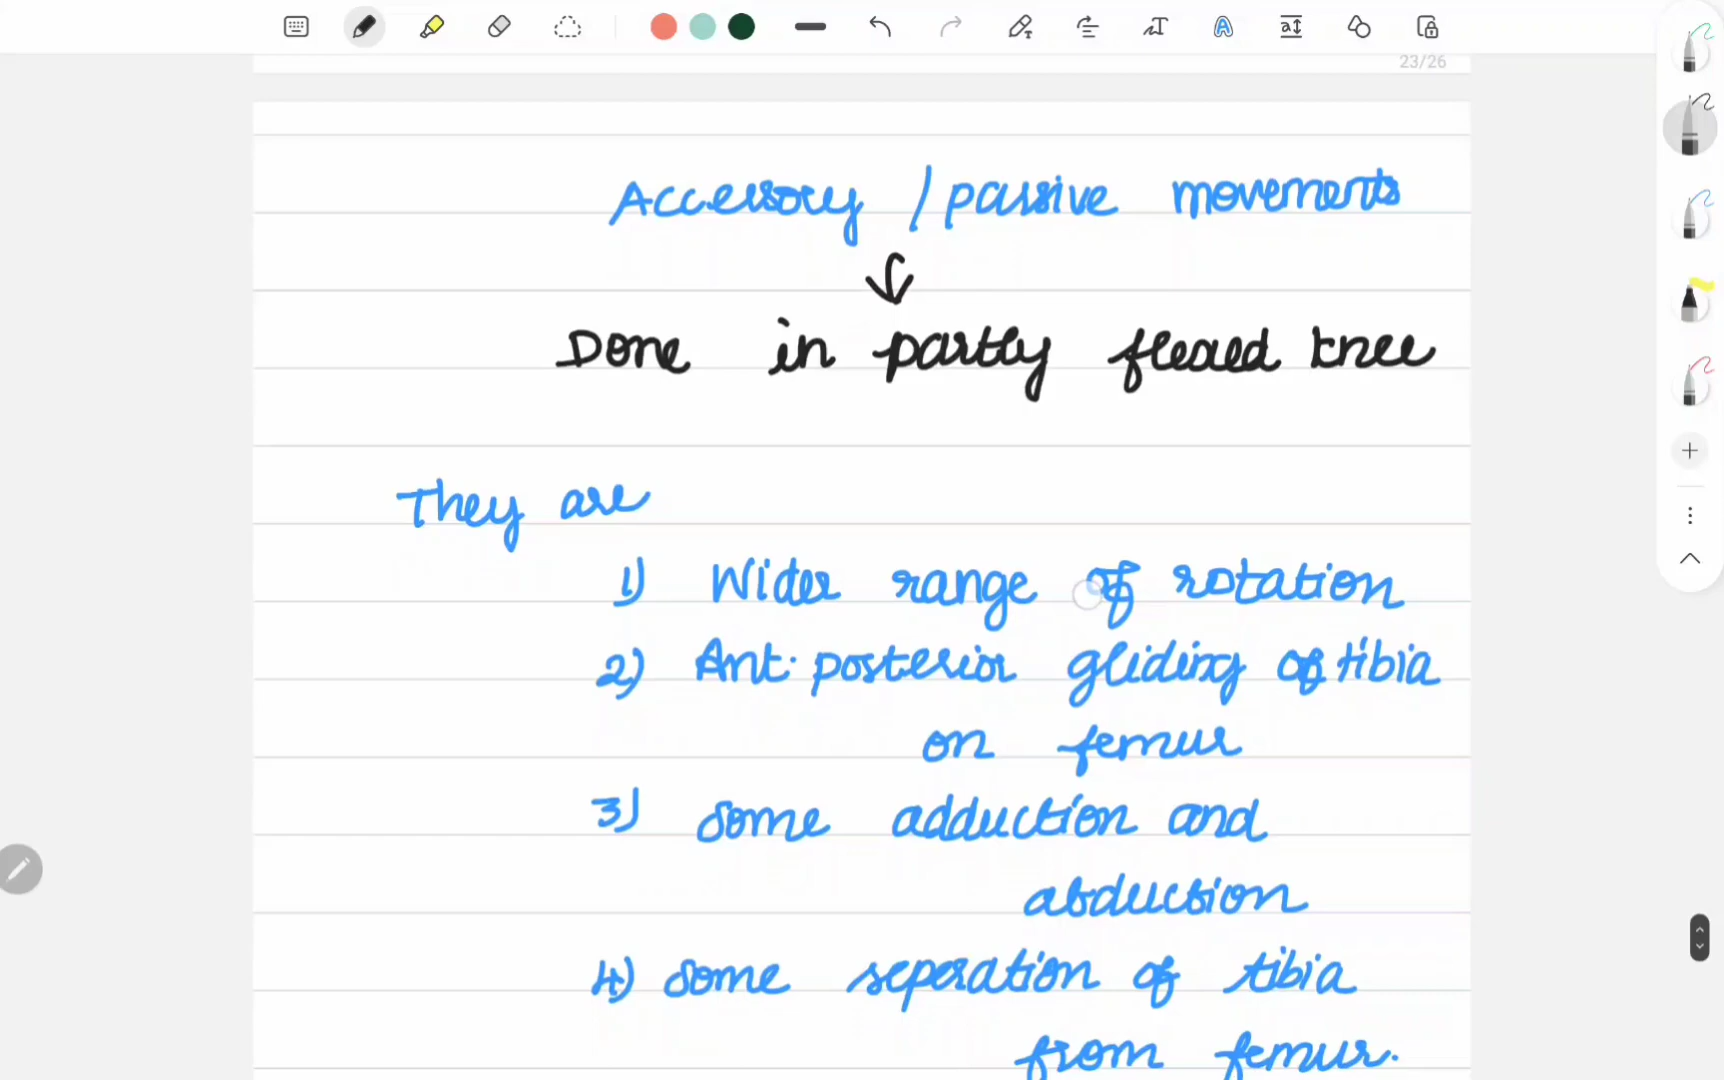 23/26
Accessory / passive movements
↓
Done in partly flexed knee
They are
1) Wider range of rotation
2) Ant. posterior gliding of tibia
on femur
3) some adduction and
abduction
4) some seperation of tibia
from femur.